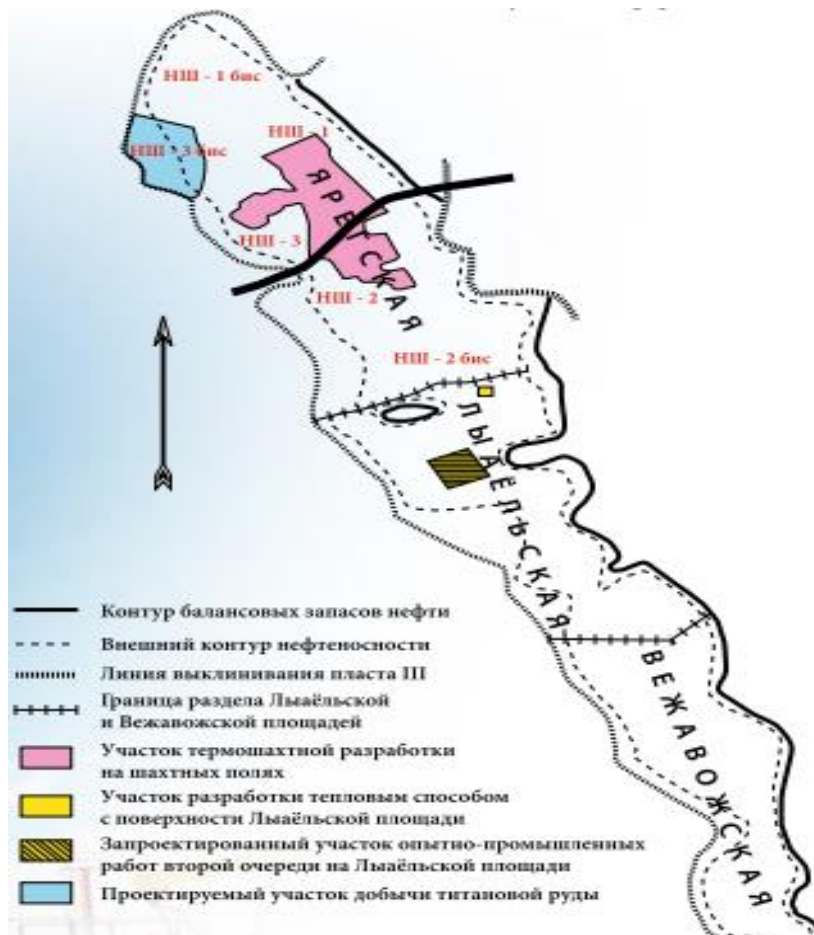 НШ - 1 бис
НШ - 1
НШ - 3 бис
НШ - 3
НШ - 2
НШ - 2 бис
ЯРЕГСКАЯ
ЛЫАЁЛЬСКАЯ
ВЕЖАВОЖСКАЯ
Контур балансовых запасов нефти
Внешний контур нефтеносности
Линия выклинивания пласта III
Граница раздела Лыаёльской
и Вежавожской площадей
Участок термошахтной разработки
на шахтных полях
Участок разработки тепловым способом
с поверхности Лыаёльской площади
Запроектированный участок опытно-промышленных
работ второй очереди на Лыаёльской площади
Проектируемый участок добычи титановой руды